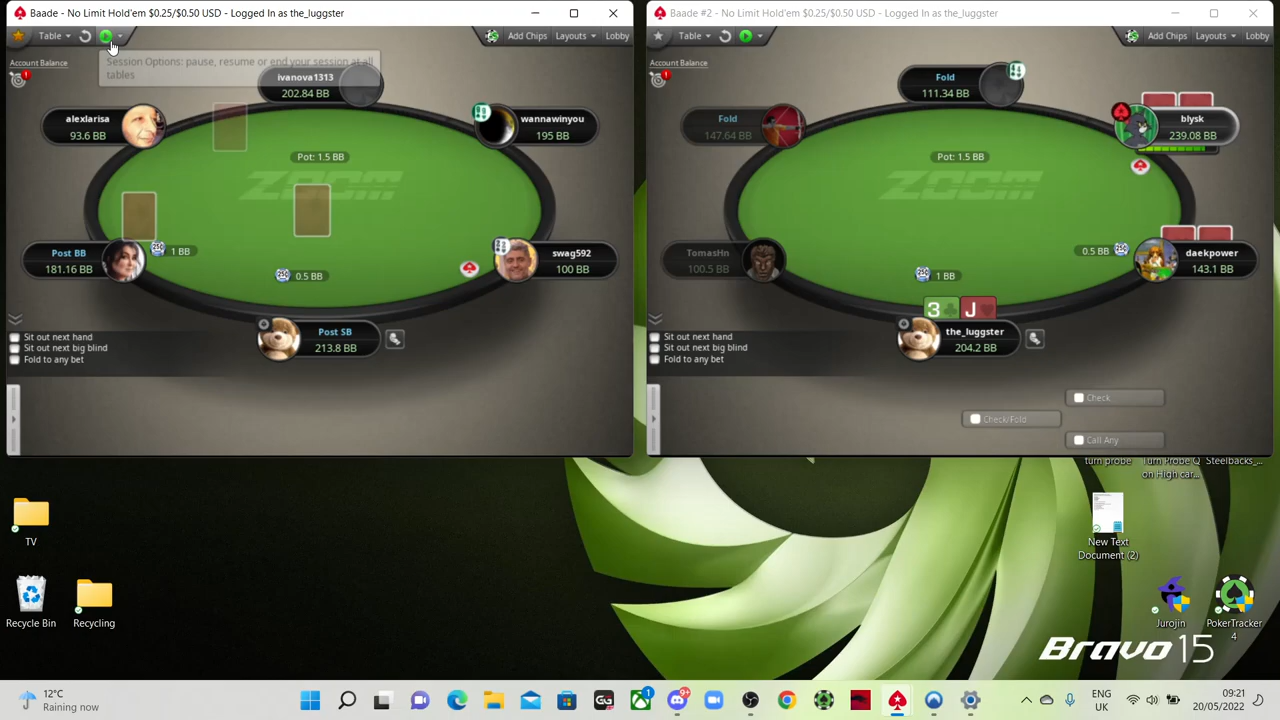 Baade - No Limit Hold'em $0.25/$0.50 USD - Logged In as the_luggster
Table
Add Chips
Layouts
Lobby
Account Balance
Session Options: pause, resume or end your session at all
tables
ivanova1313
202.84 BB
alexlarisa
93.6 BB
wannawinyou
195 BB
Pot: 1.5 BB
ZOOM
Post BB
181.16 BB
1 BB
swag592
100 BB
0.5 BB
Post SB
213.8 BB
Sit out next hand
Sit out next big blind
Fold to any bet
Baade #2 - No Limit Hold'em $0.25/$0.50 USD - Logged In as the_luggster
Table
Add Chips
Layouts
Lobby
Account Balance
Fold
111.34 BB
Fold
147.64 BB
blysk
239.08 BB
Pot: 1.5 BB
ZOOM
TomasHn
100.5 BB
0.5 BB
daekpower
143.1 BB
1 BB
3 J
the_luggster
204.2 BB
Sit out next hand
Sit out next big blind
Fold to any bet
Check
Check/Fold
Call Any
turn probe
Turn Probe Q
on High car...
Steelbacks_...
TV
New Text
Document (2)
Recycle Bin
Recycling
Jurojin
PokerTracker
4
Bravo 15
12°C
Raining now
1
9+
ENG
UK
09:21
20/05/2022